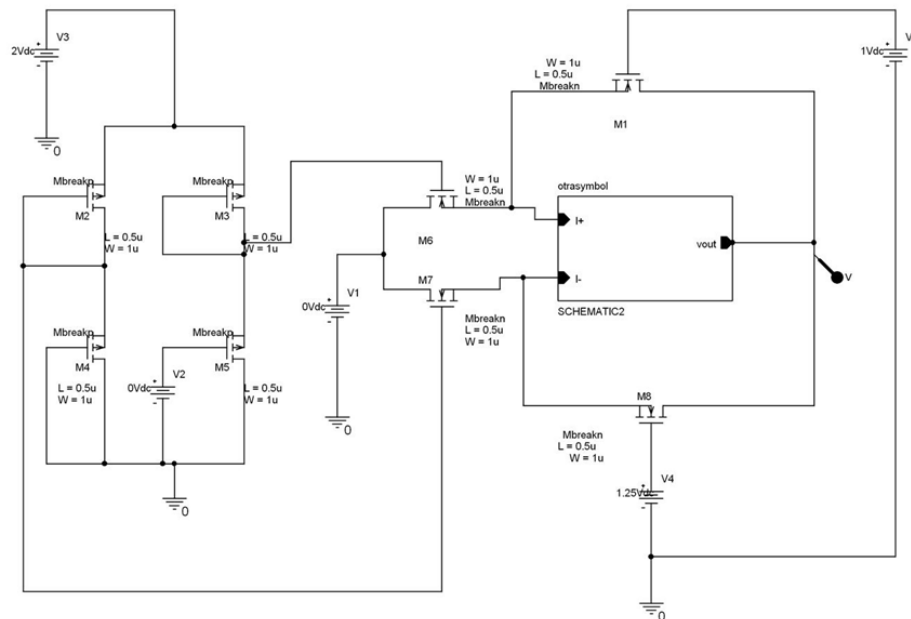 V3
2Vdc
0
Mbreakn
M2
L = 0.5u
W = 1u
Mbreakn
M3
L = 0.5u
W = 1u
Mbreakn
M4
L = 0.5u
W = 1u
Mbreakn
M5
L = 0.5u
W = 1u
V2
0Vdc
0
V1
0Vdc
0
W = 1u
L = 0.5u
Mbreakn
M6
M7
Mbreakn
L = 0.5u
W = 1u
W = 1u
L = 0.5u
Mbreakn
M1
otrasymbol
I+
I-
vout
SCHEMATIC2
V
V
1Vdc
M8
Mbreakn
L = 0.5u
W = 1u
V4
1.25Vdc
0